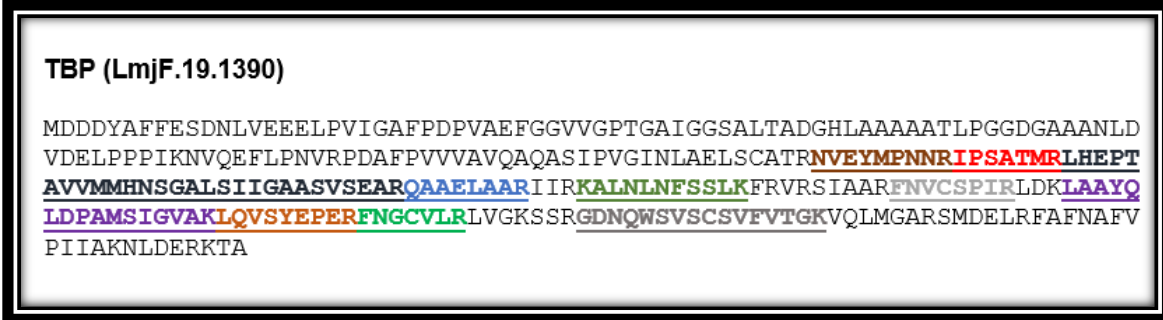 TBP (LmjF.19.1390)
MDDDYAFFESDNLVEEELPVIGAFPDPVAEFGGVVGPTGAIGGSALTADGHLAAAAATLPGGDGAAANLD
VDELPPPIKNVQEFLPNVRPDAFPVVVAVQAQASIPVGINLAELSCATRNVEYMPNNRIPSATMRLHEPT
AVVMMHNSGALSIIGAASVSEARQAAELAARIIRKALNLNFSSLKFRVRSIAARFNVCSPIRLDKLAAYQ
LDPAMSIGVAKLQVSYEPERFNGCVLRLVGKSSRGDNQWSVSCSVFVTGKVQLMGARSMDELRFAFNAFV
PIIAKNLDERKTA